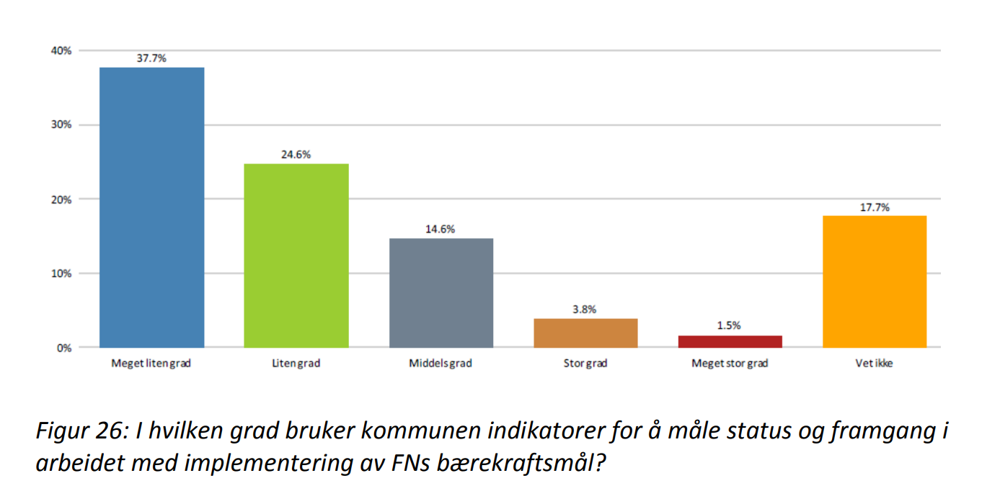 40%
37.7%
30%
24.6%
20%
17.7%
14.6%
10%
3.8%
1.5%
0%
Meget liten grad
Liten grad
Middels grad
Stor grad
Meget stor grad
Vet ikke
Figur 26: I hvilken grad bruker kommunen indikatorer for å måle status og framgang i
arbeidet med implementering av FNs bærekraftsmål?